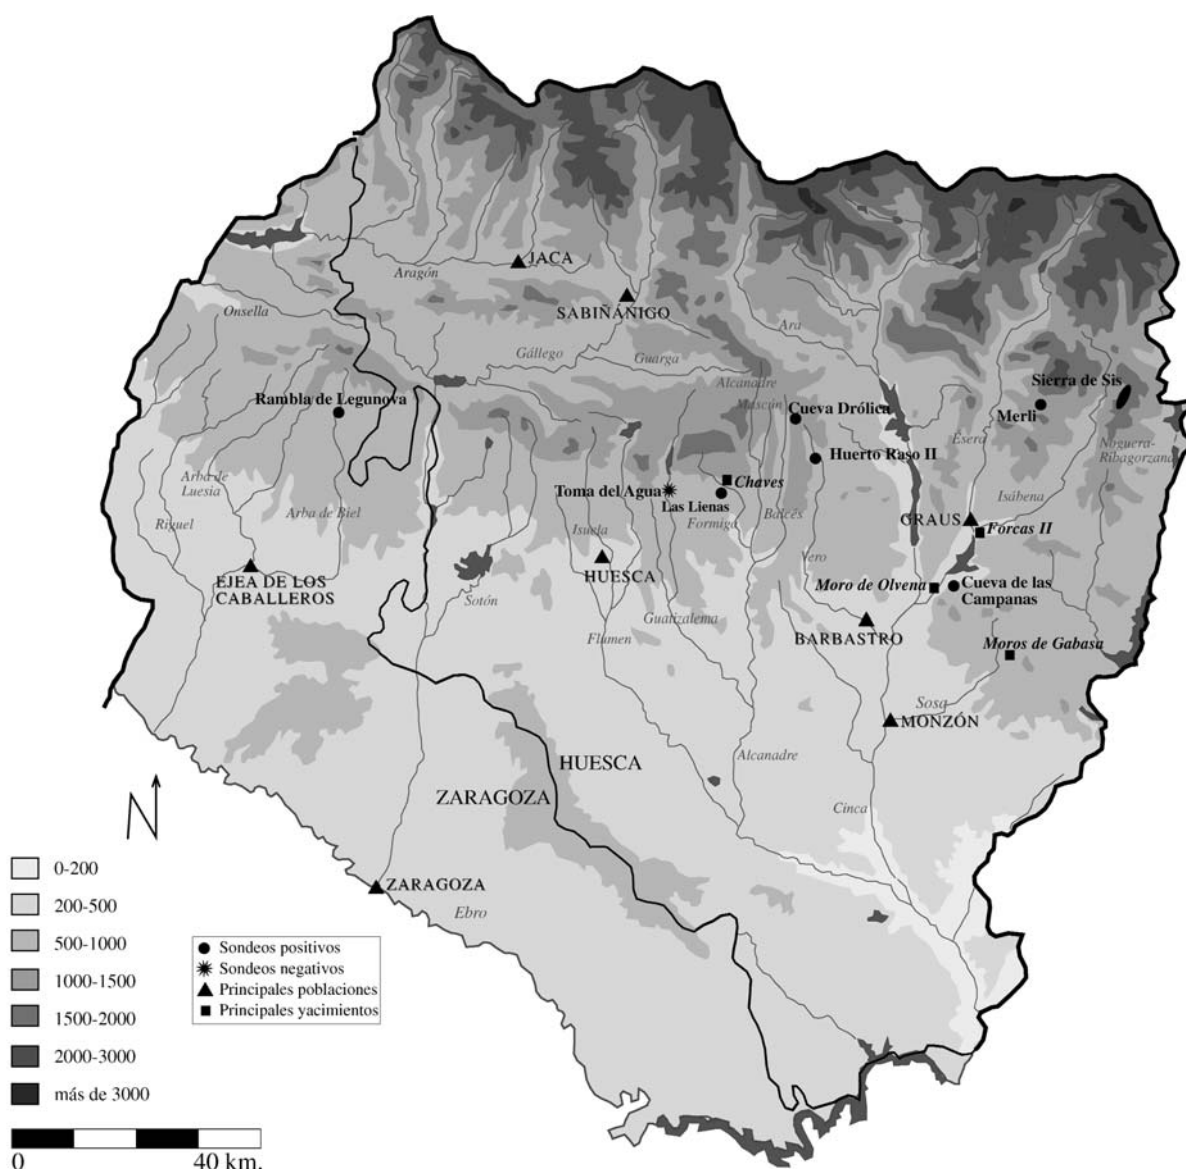 JACA
Aragón
SABIÑÁNIGO
Onsella
Ara
Gállego
Guarga
Alcanadre
Mascún
Sierra de Sis
Rambla de Legunova
Cueva Drólica
Merli
Ésera
Noguera-
Ribagorzana
Huerto Raso II
Arba de
Luesia
Chaves
Toma del Agua
Las Lienas
Isábena
Riguel
Arba de Biel
Isuela
Formiga
Balcés
GRAUS
Forcas II
EJEA DE LOS
CABALLEROS
HUESCA
Vero
Moro de Olvena
Cueva de las
Campanas
Sotón
Guatizalema
Flumen
BARBASTRO
Moros de Gabasa
Sosa
MONZÓN
HUESCA
Alcanadre
ZARAGOZA
Cinca
N
ZARAGOZA
Ebro
0-200
200-500
500-1000
1000-1500
1500-2000
2000-3000
más de 3000
Sondeos positivos
Sondeos negativos
Principales poblaciones
Principales yacimientos
0 40 km.